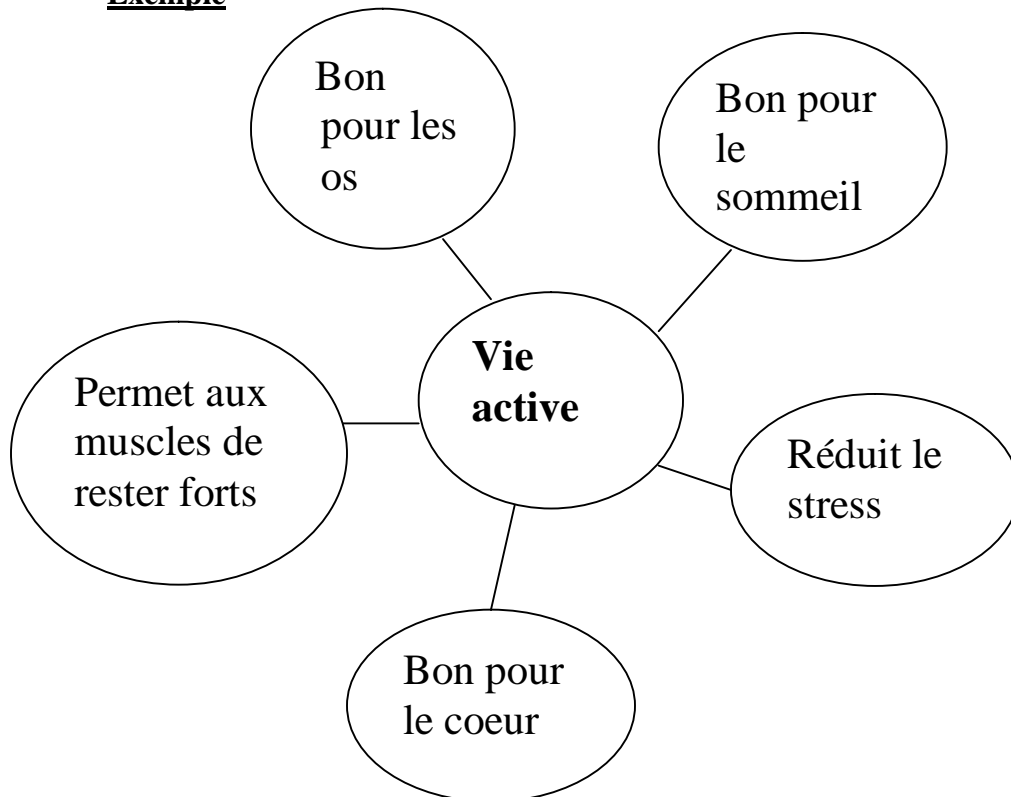 Exemple
Bon
pour les
os
Bon pour
le
sommeil
Vie
active
Permet aux
muscles de
rester forts
Réduit le
stress
Bon pour
le coeur